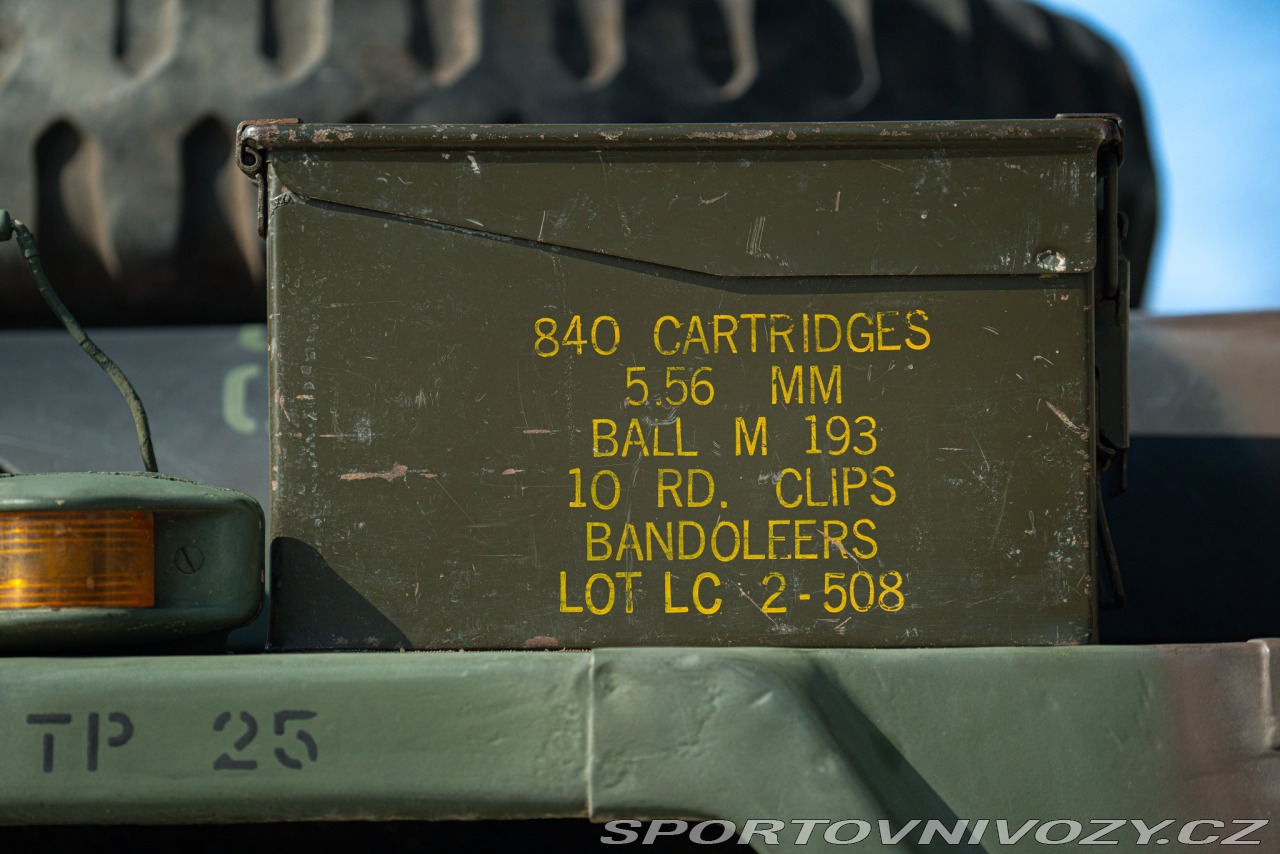 840 CARTRIDGES
5.56 MM
BALL M 193
10 RD. CLIPS
BANDOLEERS
LOT LC 2-508
TP 25
SPORTOVNIVOZY.CZ